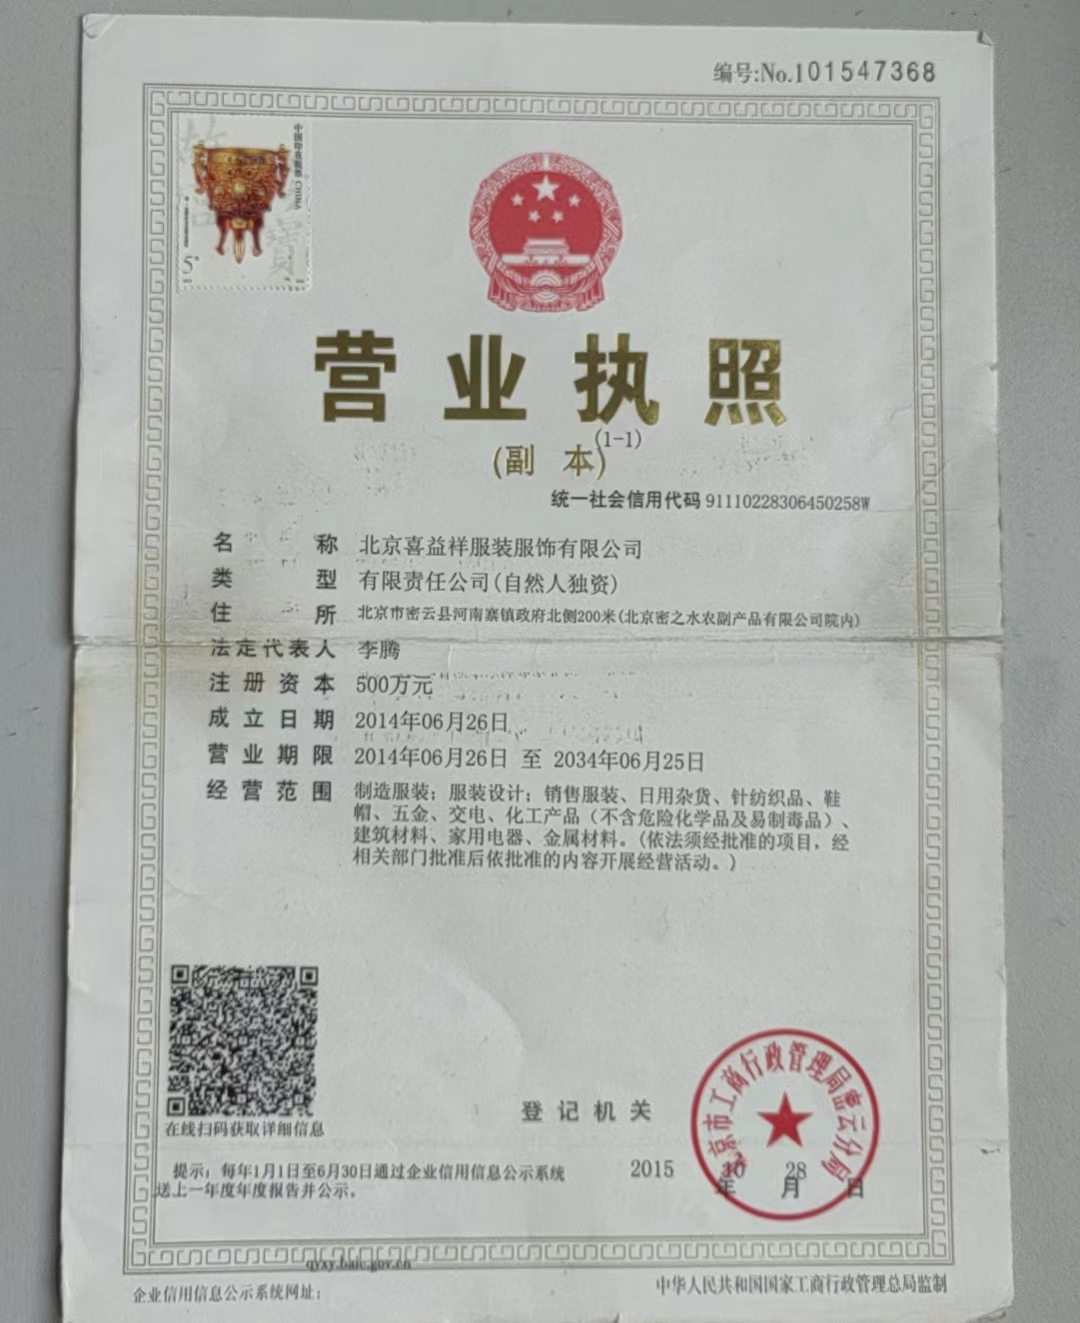 编号:No.101547368
中国印花税票 CHINA
5
营业执照
(副 本)(1-1)
统一社会信用代码 91110228306450258W
名称 北京喜益祥服装服饰有限公司
类型 有限责任公司(自然人独资)
住所 北京市密云县河南寨镇政府北侧200米(北京密之水农副产品有限公司院内)
法定代表人 李腾
注册资本 500万元
成立日期 2014年06月26日
营业期限 2014年06月26日 至 2034年06月25日
经营范围 制造服装；服装设计；销售服装、日用杂货、针纺织品、鞋
帽、五金、交电、化工产品（不含危险化学品及易制毒品）、
建筑材料、家用电器、金属材料。(依法须经批准的项目，经
相关部门批准后依批准的内容开展经营活动。)
在线扫码获取详细信息
登记机关
北京市工商行政管理局密云分局
2015年10月28日
提示：每年1月1日至6月30日通过企业信用信息公示系统
送上一年度年度报告并公示。
qyxy.baic.gov.cn
企业信用信息公示系统网址：
中华人民共和国国家工商行政管理总局监制